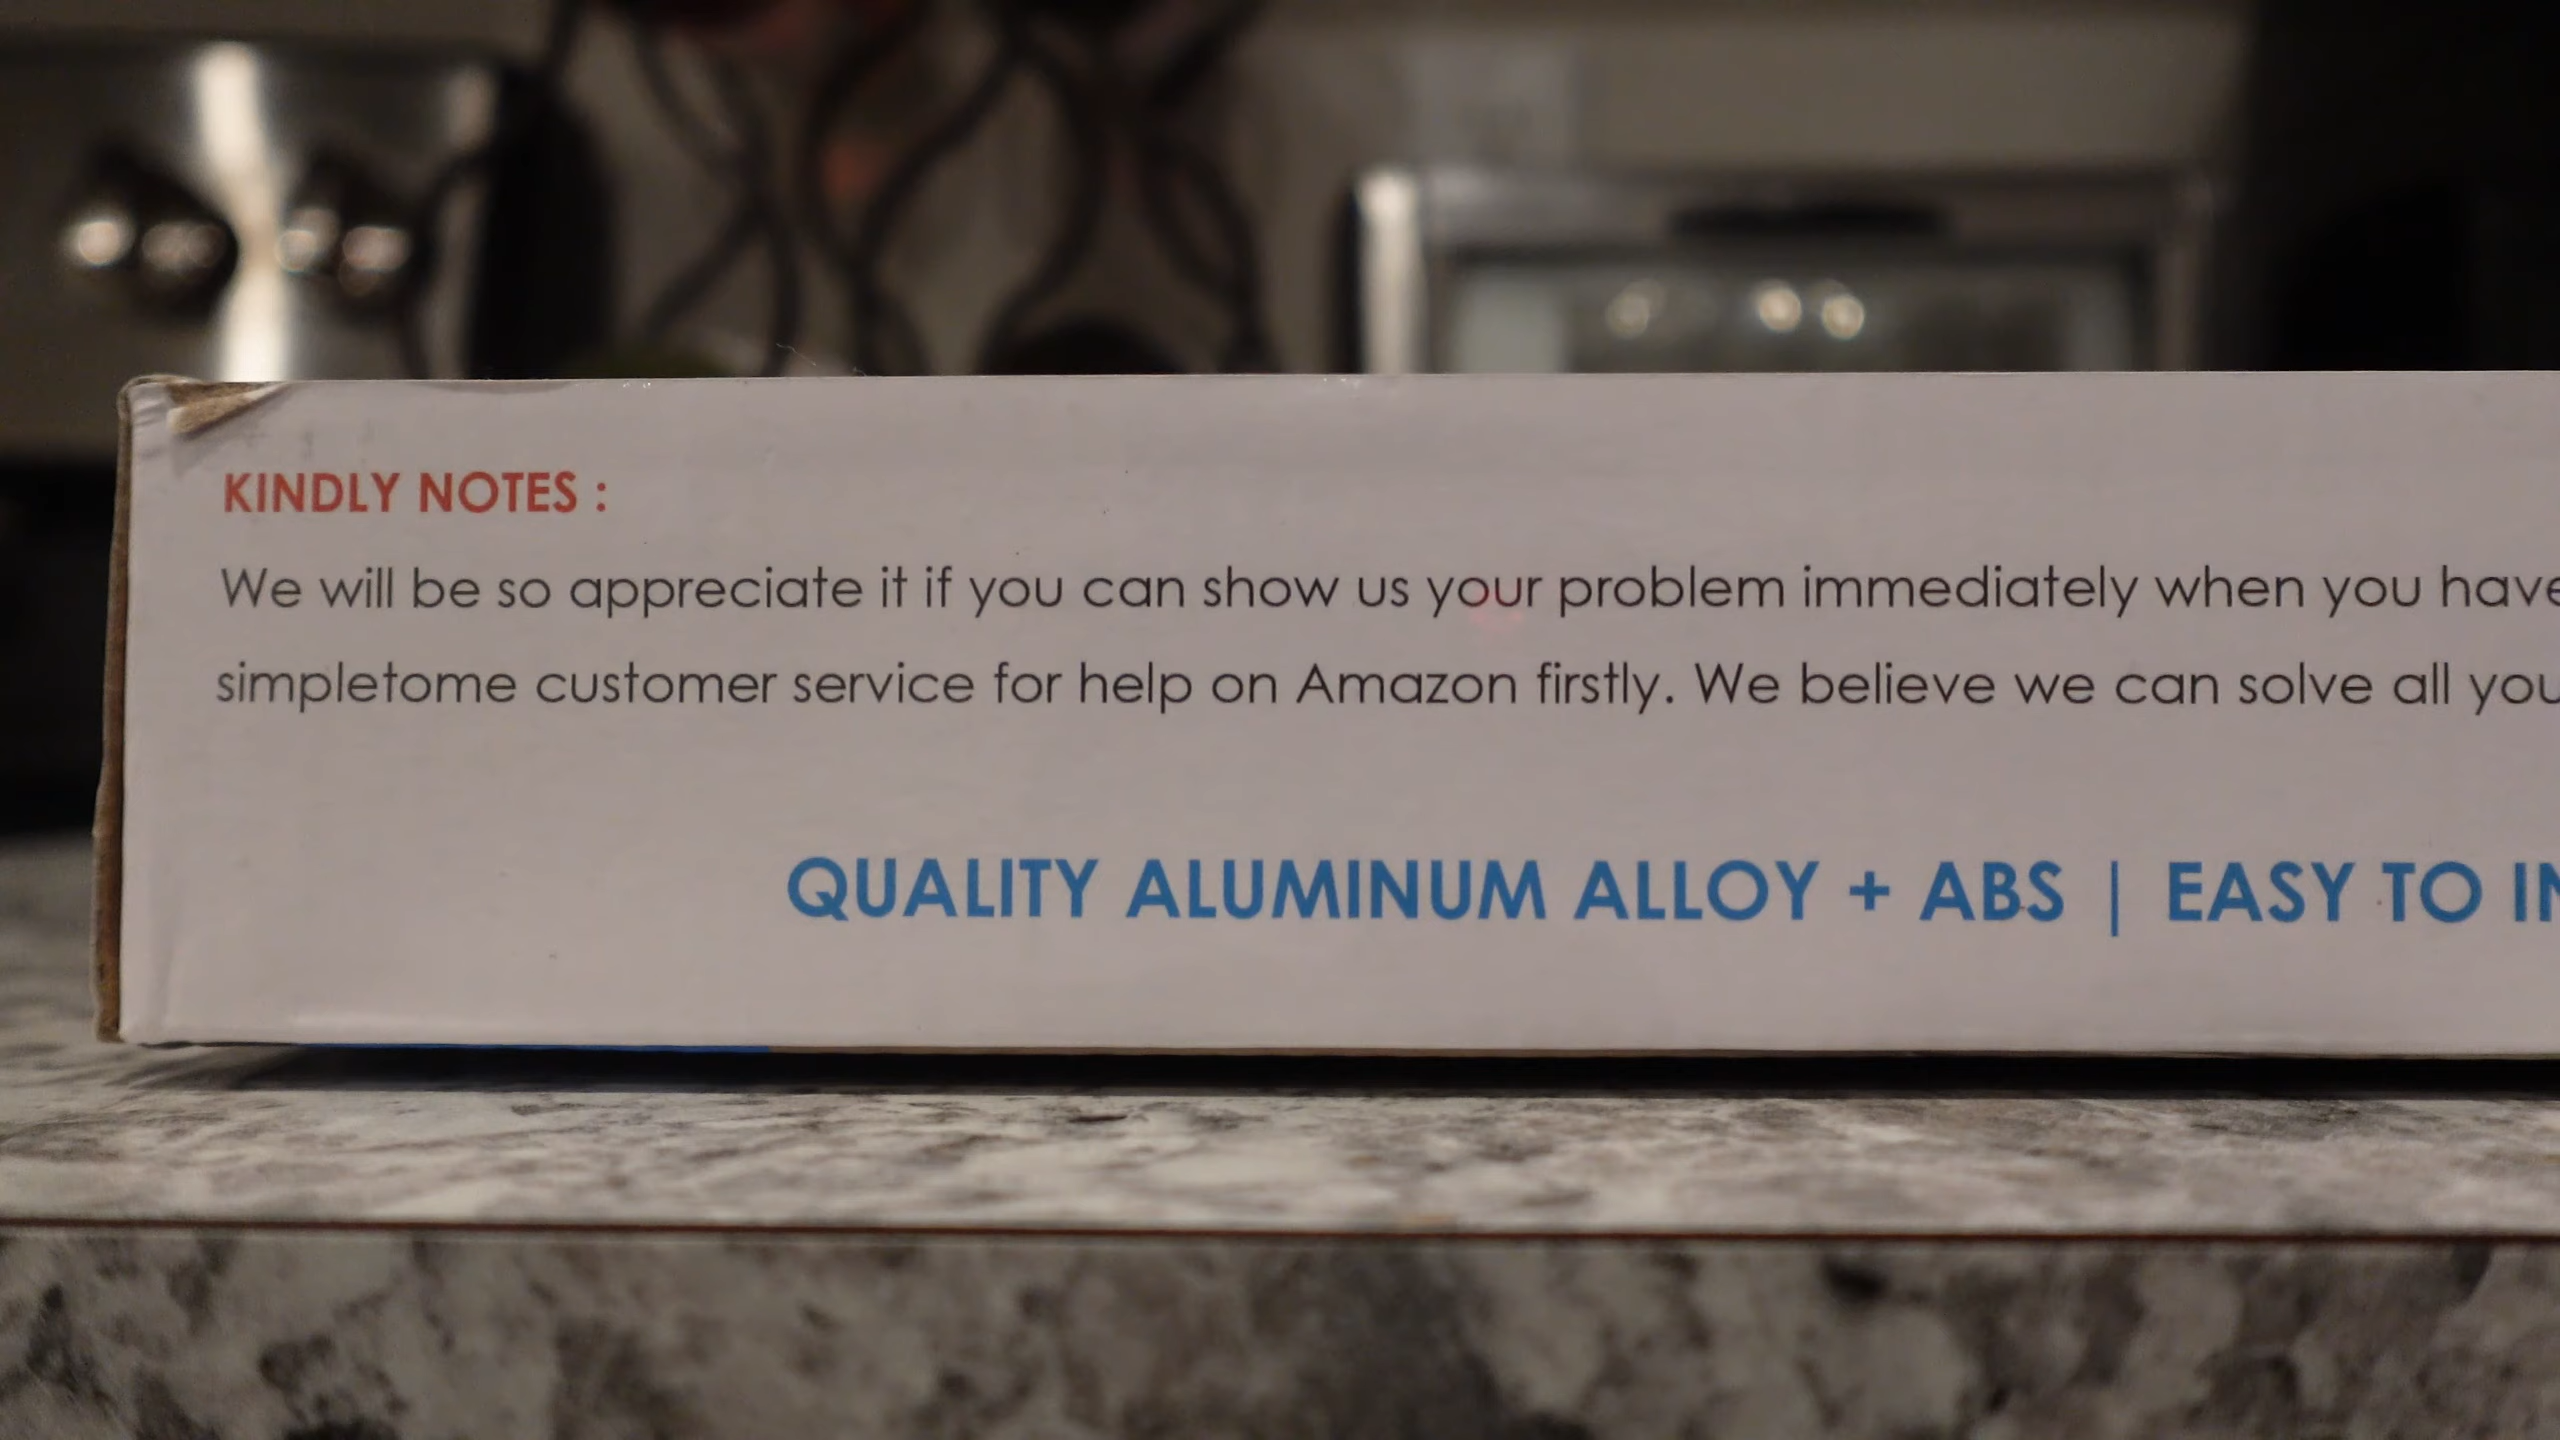 KINDLY NOTES :
We will be so appreciate it if you can show us your problem immediately when you have
simpletome customer service for help on Amazon firstly. We believe we can solve all you
QUALITY ALUMINUM ALLOY + ABS | EASY TO IN